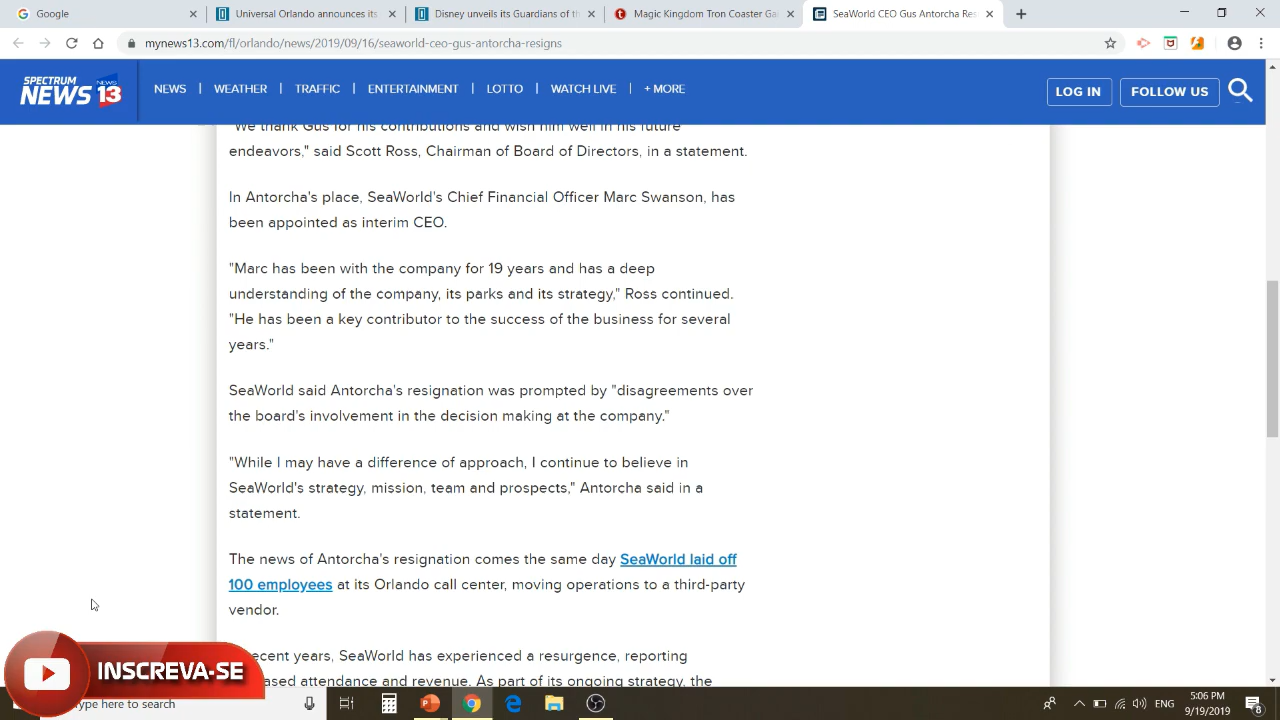 Google
Universal Orlando announces its
Disney unveils its Guardians of th
Magic Kingdom Tron Coaster Ga
SeaWorld CEO Gus Antorcha Res
mynews13.com/fl/orlando/news/2019/09/16/seaworld-ceo-gus-antorcha-resigns
SPECTRUM
NEWS 13
NEWS
NEWS | WEATHER | TRAFFIC | ENTERTAINMENT | LOTTO | WATCH LIVE | + MORE
LOG IN
FOLLOW US
"We thank Gus for his contributions and wish him well in his future
endeavors," said Scott Ross, Chairman of Board of Directors, in a statement.
In Antorcha's place, SeaWorld's Chief Financial Officer Marc Swanson, has
been appointed as interim CEO.
"Marc has been with the company for 19 years and has a deep
understanding of the company, its parks and its strategy," Ross continued.
"He has been a key contributor to the success of the business for several
years."
SeaWorld said Antorcha's resignation was prompted by "disagreements over
the board's involvement in the decision making at the company."
"While I may have a difference of approach, I continue to believe in
SeaWorld's strategy, mission, team and prospects," Antorcha said in a
statement.
The news of Antorcha's resignation comes the same day SeaWorld laid off
100 employees at its Orlando call center, moving operations to a third-party
vendor.
ecent years, SeaWorld has experienced a resurgence, reporting
ased attendance and revenue. As part of its ongoing strategy, the
INSCREVA-SE
ype here to search
ENG
5:06 PM
9/19/2019
8